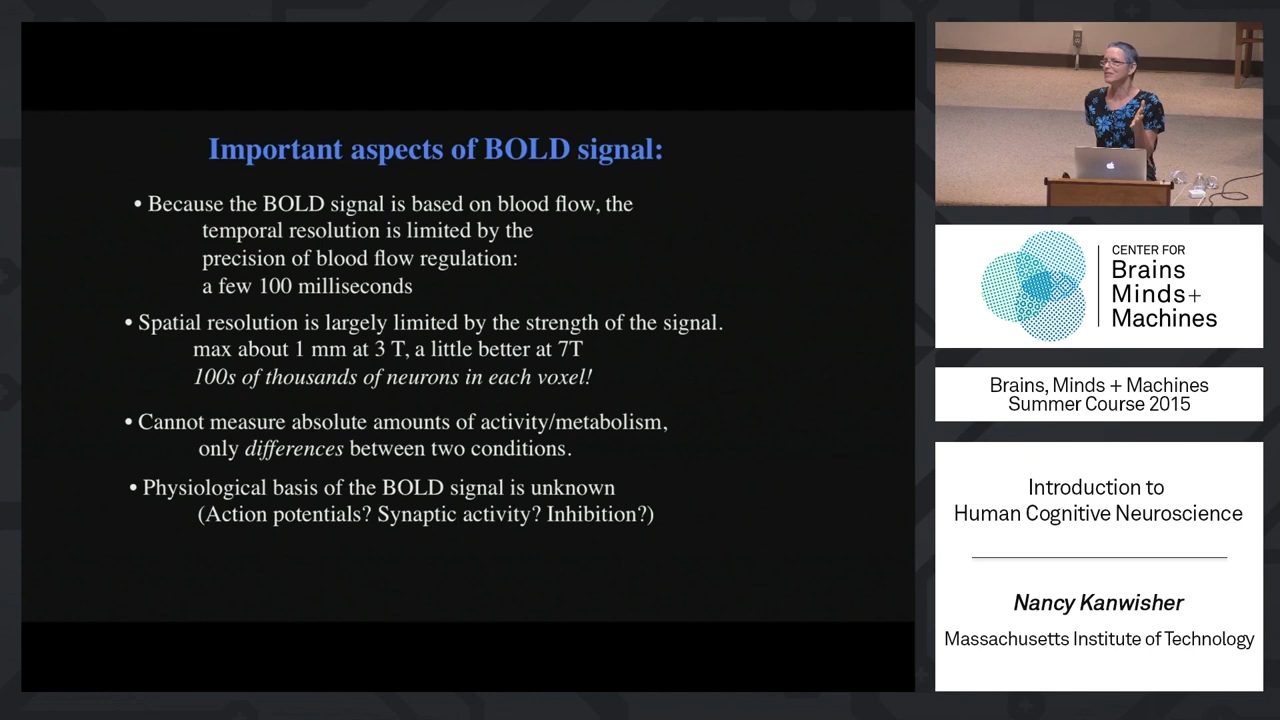 Important aspects of BOLD signal:
• Because the BOLD signal is based on blood flow, the
temporal resolution is limited by the
precision of blood flow regulation:
a few 100 milliseconds
• Spatial resolution is largely limited by the strength of the signal.
max about 1 mm at 3 T, a little better at 7T
100s of thousands of neurons in each voxel!
• Cannot measure absolute amounts of activity/metabolism,
only differences between two conditions.
• Physiological basis of the BOLD signal is unknown
(Action potentials? Synaptic activity? Inhibition?)
CENTER FOR
Brains
Minds+
Machines
Brains, Minds + Machines
Summer Course 2015
Introduction to
Human Cognitive Neuroscience
Nancy Kanwisher
Massachusetts Institute of Technology